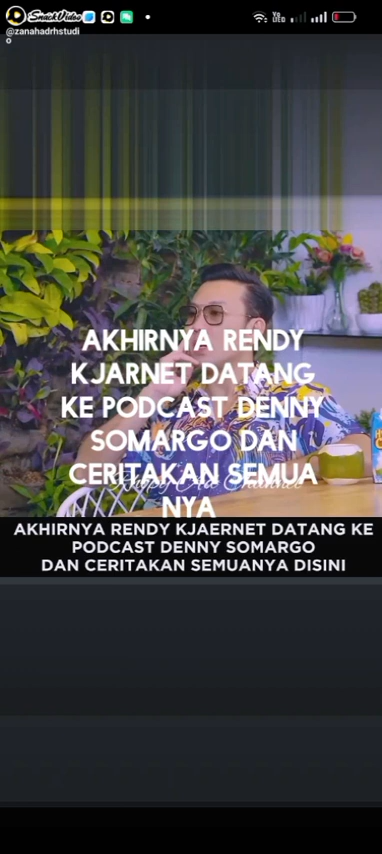 SnackVideo
@zanahadrhstudi
o
AKHIRNYA RENDY
KJARNET DATANG
KE PODCAST DENNY
SOMARGO DAN
CERITAKAN SEMUA
NYA
AKHIRNYA RENDY KJAERNET DATANG KE
PODCAST DENNY SOMARGO
DAN CERITAKAN SEMUANYA DISINI